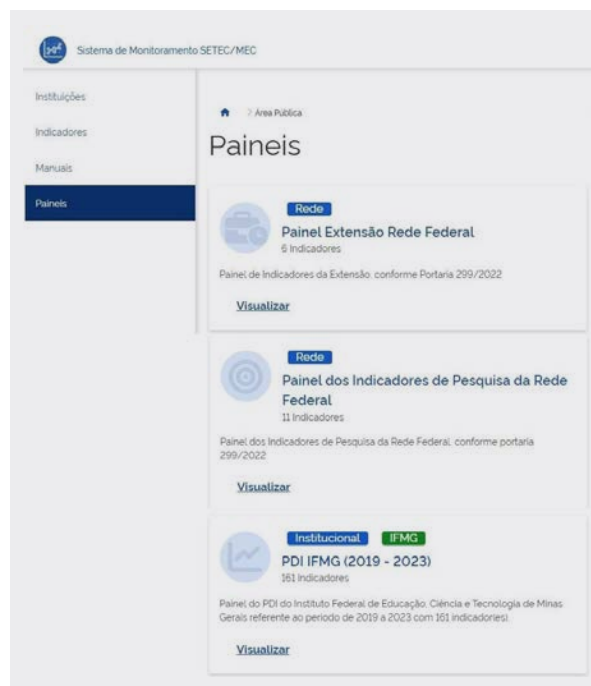 Sistema de Monitoramento SETEC/MEC
Instituições
Indicadores
Manuais
Paineis
> Área Pública
Paineis
Rede
Painel Extensão Rede Federal
6 Indicadores
Painel de Indicadores da Extensão, conforme Portaria 299/2022
Visualizar
Rede
Painel dos Indicadores de Pesquisa da Rede
Federal
11 Indicadores
Painel dos Indicadores de Pesquisa da Rede Federal, conforme portaria
299/2022
Visualizar
Institucional IFMG
PDI IFMG (2019 - 2023)
161 Indicadores
Painel do PDI do Instituto Federal de Educação, Ciência e Tecnologia de Minas
Gerais referente ao período de 2019 a 2023 com 161 indicador(es).
Visualizar